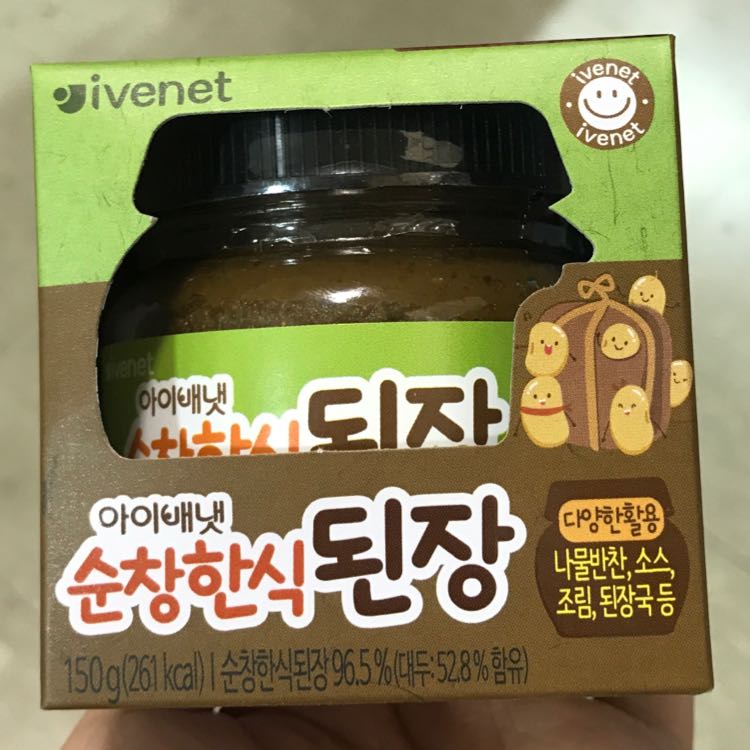 ivenet
ivenet
ivenet
ivenet
아이배냇
순창한식된장
아이배냇
순창한식된장
다양한활용
나물반찬, 소스,
조림, 된장국 등
150g(261 kcal) | 순창한식된장 96.5%(대두:52.8% 함유)